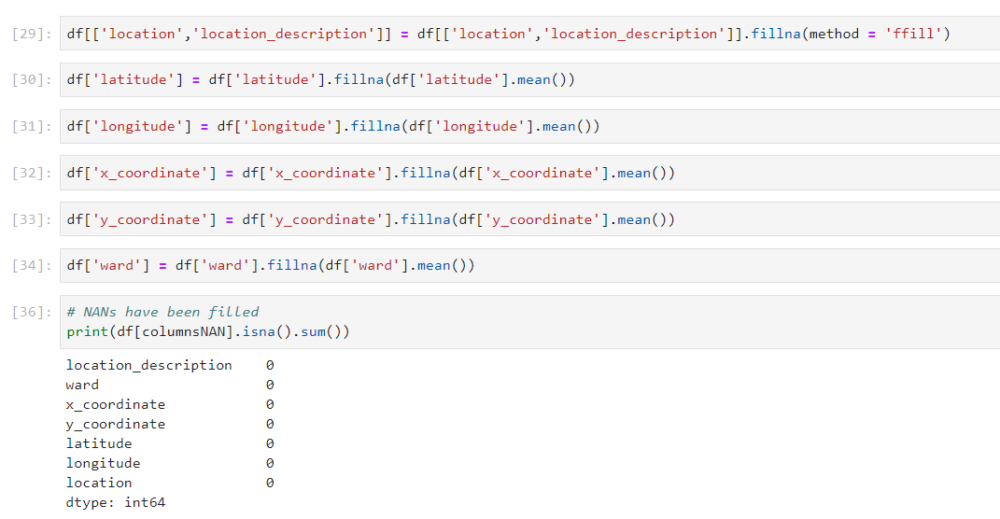 [29]: df[['location','location_description']] = df[['location','location_description']].fillna(method = 'ffill')
[30]: df['latitude'] = df['latitude'].fillna(df['latitude'].mean())
[31]: df['longitude'] = df['longitude'].fillna(df['longitude'].mean())
[32]: df['x_coordinate'] = df['x_coordinate'].fillna(df['x_coordinate'].mean())
[33]: df['y_coordinate'] = df['y_coordinate'].fillna(df['y_coordinate'].mean())
[34]: df['ward'] = df['ward'].fillna(df['ward'].mean())
[36]: # NANs have been filled
print(df[columnsNAN].isna().sum())
location_description    0
ward                    0
x_coordinate            0
y_coordinate            0
latitude                0
longitude               0
location                0
dtype: int64